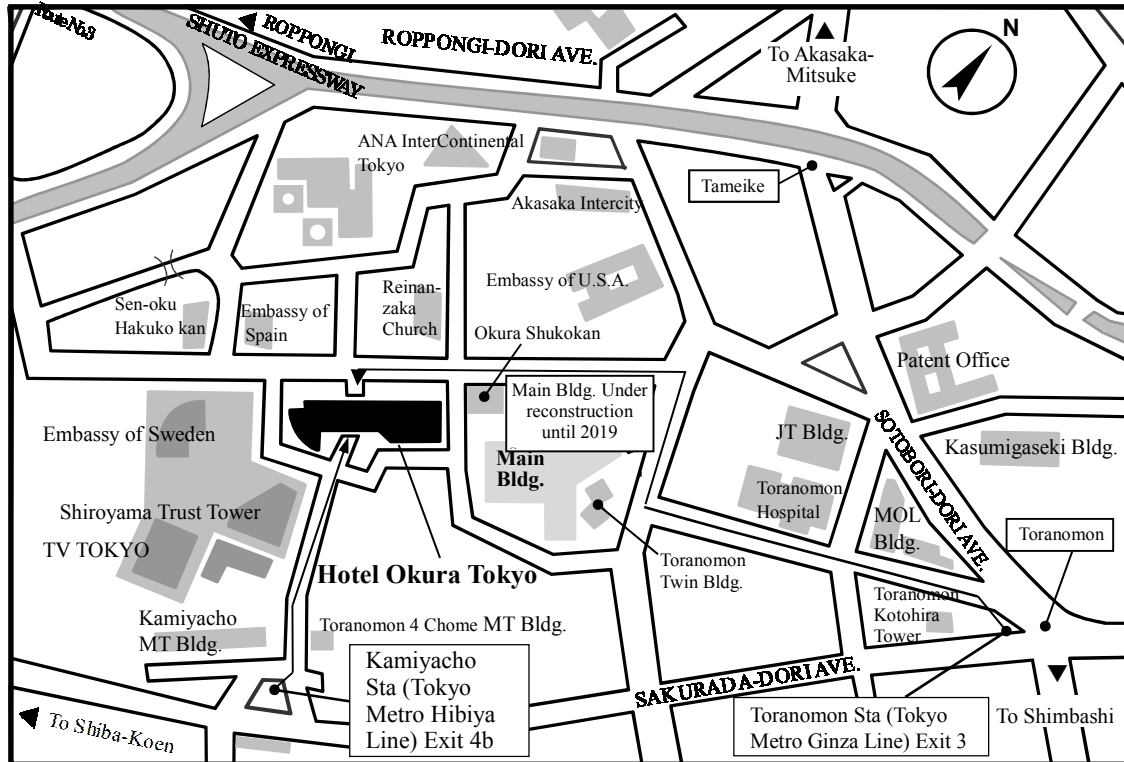 Route No.3
SHUTO EXPRESSWAY
ROPPONGI
ROPPONGI-DORI AVE.
To Akasaka-
Mitsuke
N
ANA InterContinental
Tokyo
Tameike
Akasaka Intercity
Embassy of U.S.A.
Reinan-
zaka
Church
Sen-oku
Hakuko kan
Embassy of
Spain
Okura Shukokan
Patent Office
Main Bldg. Under
reconstruction
until 2019
Embassy of Sweden
JT Bldg.
SOTOBORI-DORI AVE.
Kasumigaseki Bldg.
Main
Bldg.
Toranomon
Hospital
Shiroyama Trust Tower
MOL
Bldg.
Toranomon
TV TOKYO
Hotel Okura Tokyo
Toranomon
Twin Bldg.
Toranomon
Kotohira
Tower
Kamiyacho
MT Bldg.
Toranomon 4 Chome MT Bldg.
Kamiyacho
Sta (Tokyo
Metro Hibiya
Line) Exit 4b
SAKURADA-DORI AVE.
Toranomon Sta (Tokyo
Metro Ginza Line) Exit 3
To Shimbashi
To Shiba-Koen